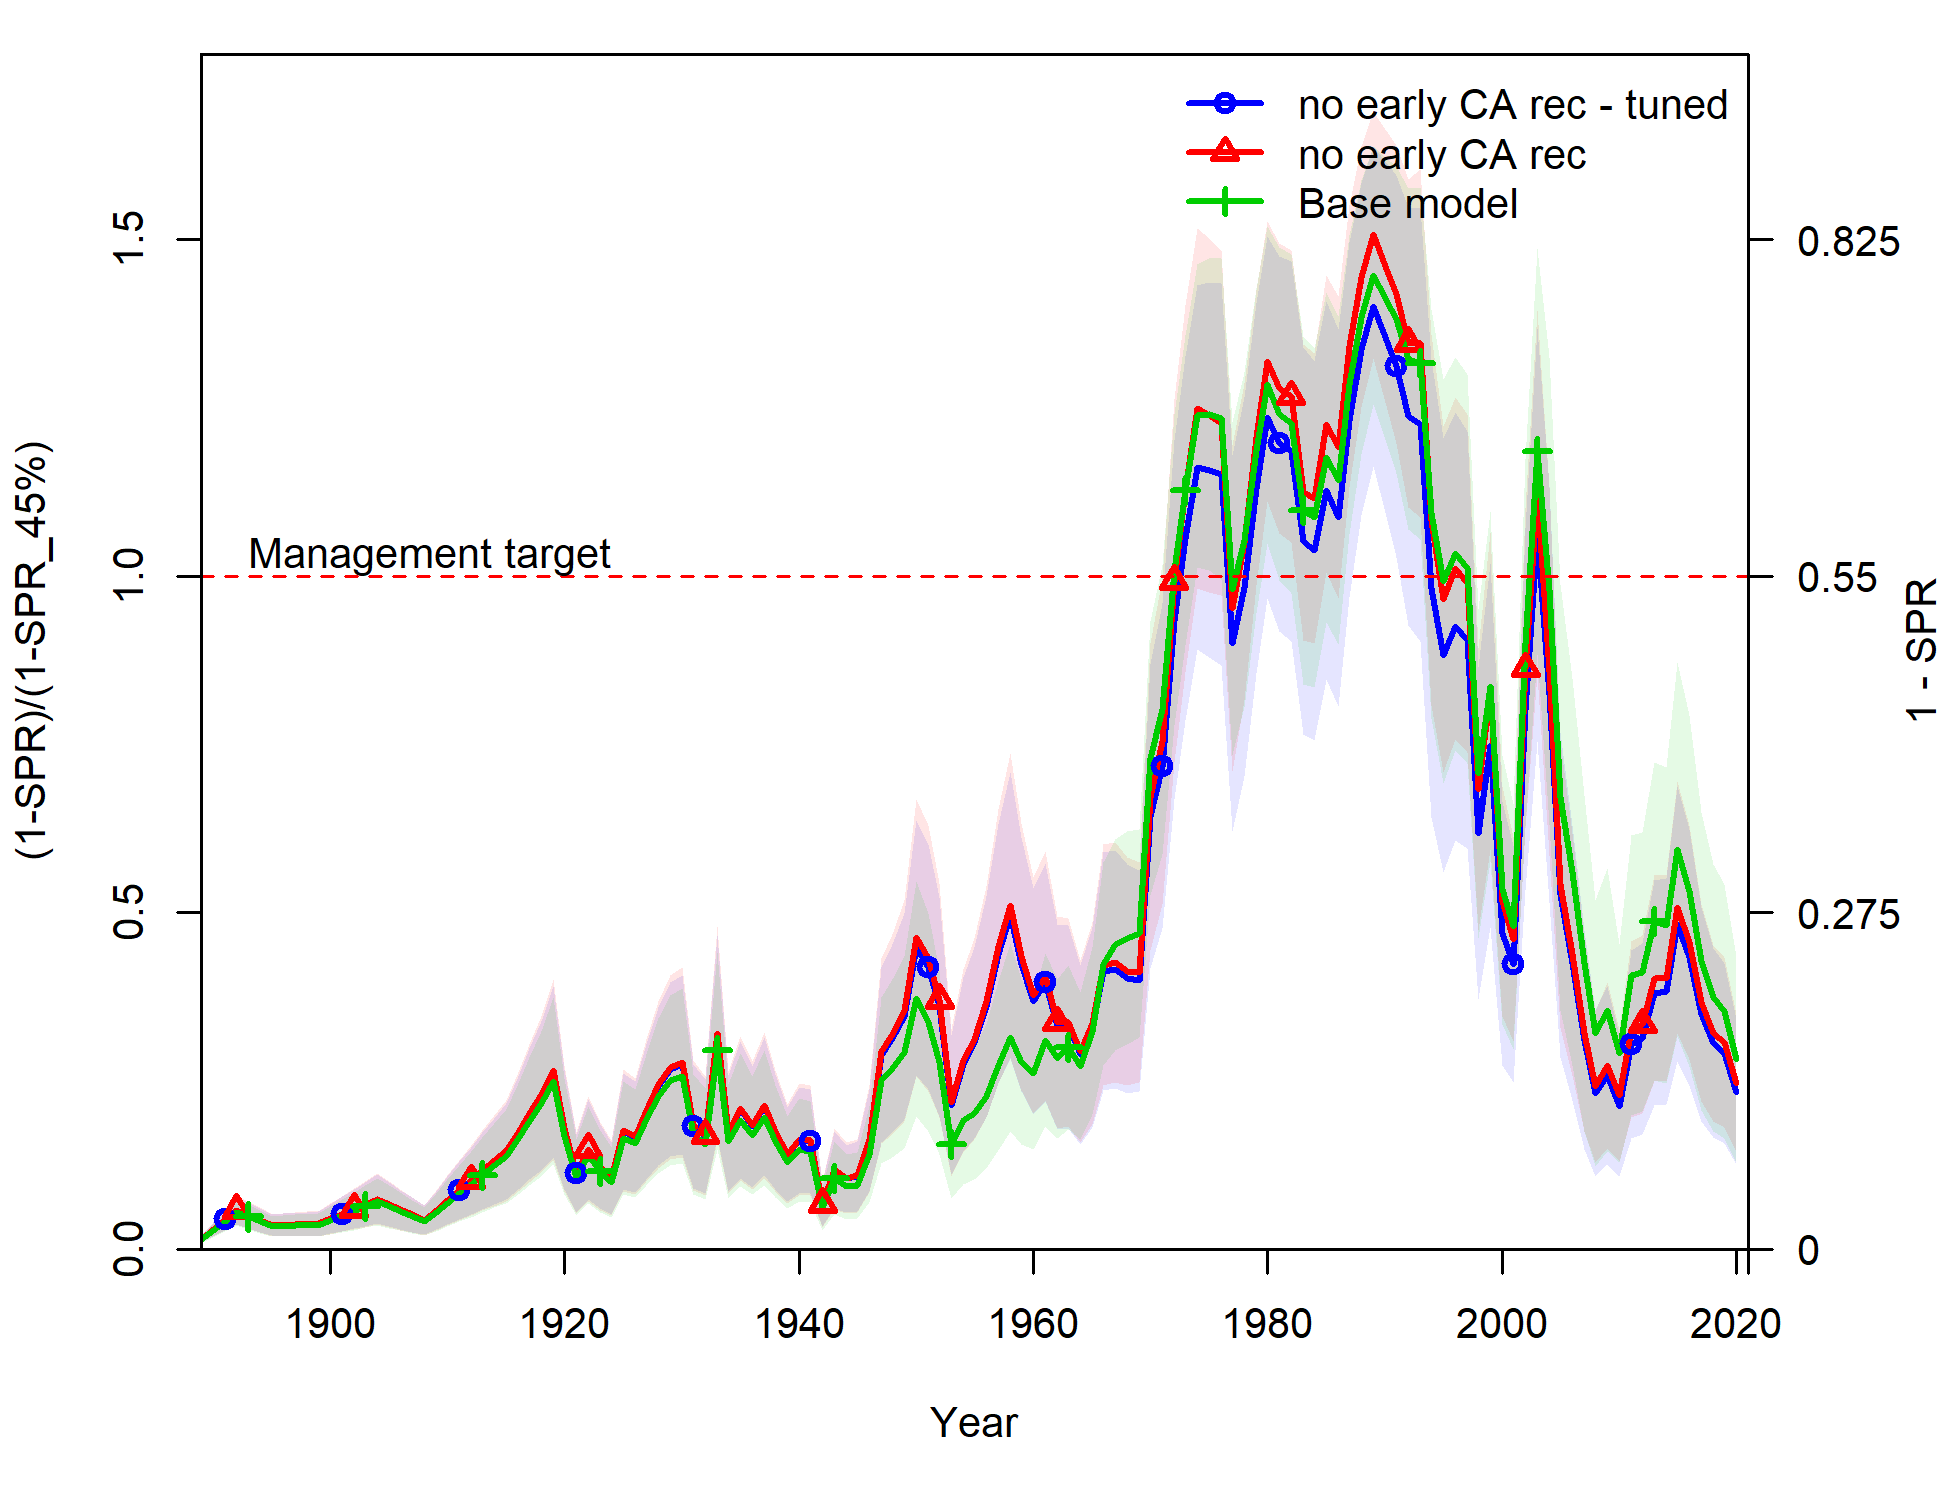 no early CA rec - tuned
no early CA rec
Base model
Management target
(1-SPR)/(1-SPR_45%)
0.0
0.5
1.0
1.5
1 - SPR
0.825
0.55
0.275
0
1900
1920
1940
1960
1980
2000
2020
Year